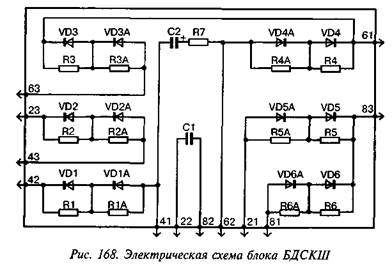 VD3 VD3A C2 + R7 VD4A VD4 61
R3 R3A R4A R4
63
23 VD2 VD2A VD5A VD5 83
R2 R2A C1 R5A R5
43
42 VD1 VD1A VD6A VD6
R1 R1A R6A R6
41 22 82 62 21 81
Рис. 168. Электрическая схема блока БДСКШ